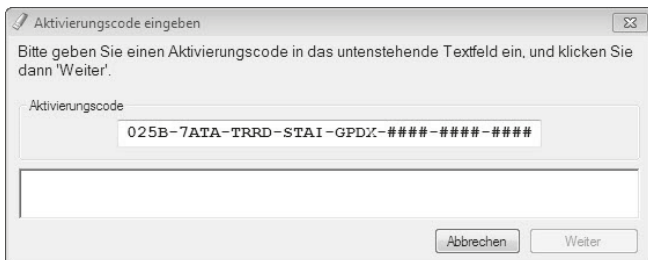 Aktivierungscode eingeben
Bitte geben Sie einen Aktivierungscode in das untenstehende Textfeld ein, und klicken Sie
dann 'Weiter'.
Aktivierungscode
025B-7ATA-TRRD-STAI-GPDX-####-####-####
Abbrechen
Weiter